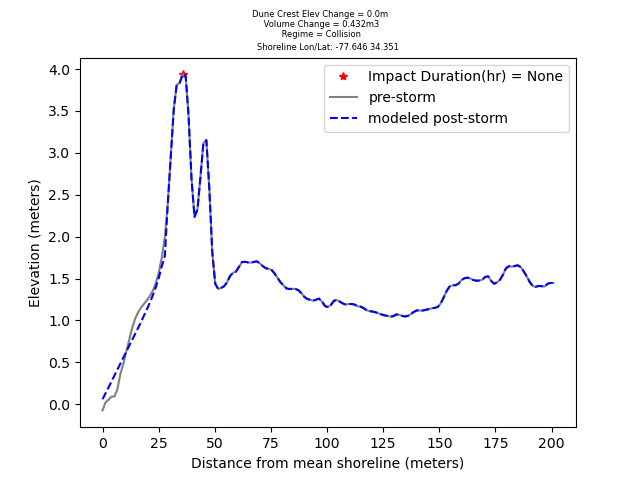 Dune Crest Elev Change = 0.0m
Volume Change = 0.432m3
Regime = Collision
Shoreline Lon/Lat: -77.646 34.351
Impact Duration(hr) = None
pre-storm
modeled post-storm
4.0
3.5
3.0
2.5
2.0
1.5
1.0
0.5
0.0
Elevation (meters)
0 25 50 75 100 125 150 175 200
Distance from mean shoreline (meters)